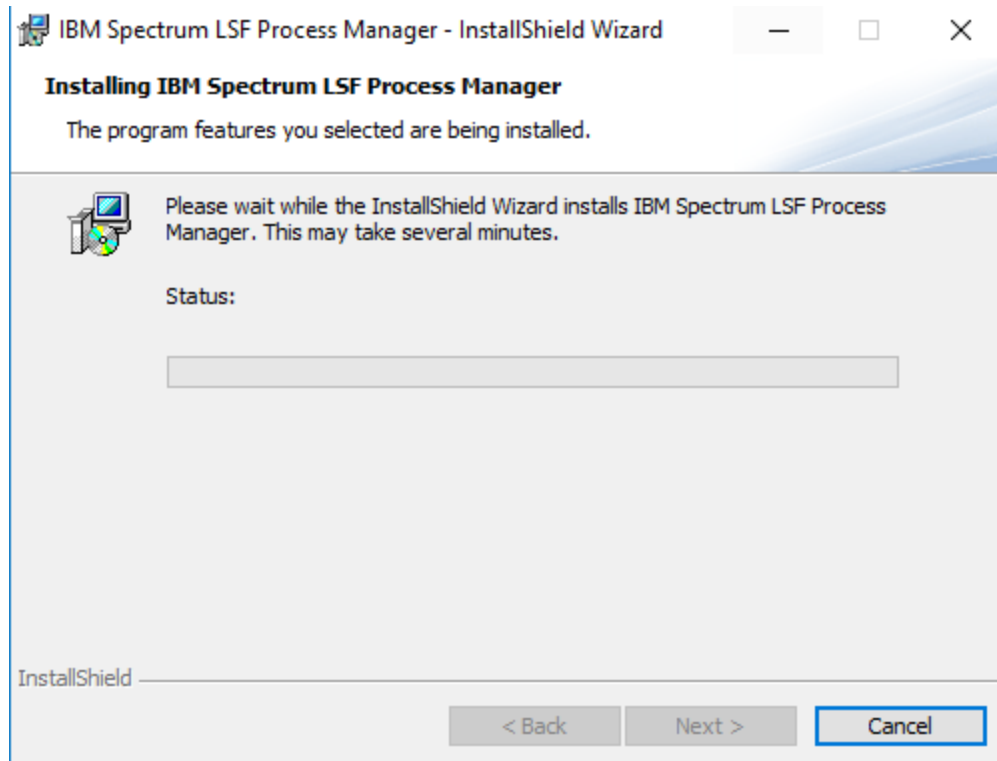 IBM Spectrum LSF Process Manager - InstallShield Wizard
Installing IBM Spectrum LSF Process Manager
The program features you selected are being installed.
Please wait while the InstallShield Wizard installs IBM Spectrum LSF Process
Manager. This may take several minutes.
Status:
InstallShield
< Back Next > Cancel